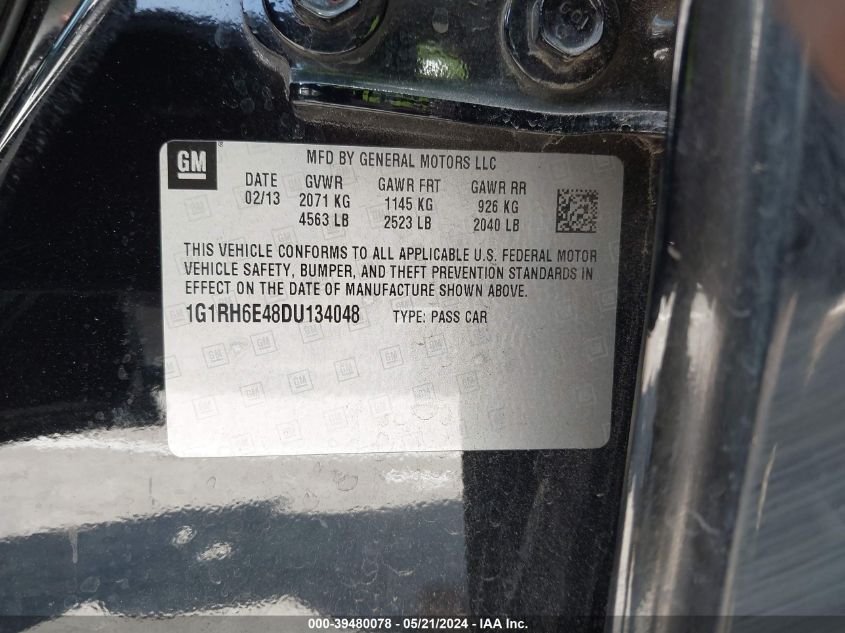 GM ®
MFD BY GENERAL MOTORS LLC
DATE GVWR GAWR FRT GAWR RR
02/13 2071 KG 1145 KG 926 KG
4563 LB 2523 LB 2040 LB
THIS VEHICLE CONFORMS TO ALL APPLICABLE U.S. FEDERAL MOTOR
VEHICLE SAFETY, BUMPER, AND THEFT PREVENTION STANDARDS IN
EFFECT ON THE DATE OF MANUFACTURE SHOWN ABOVE.
1G1RH6E48DU134048 TYPE: PASS CAR
000-39480078 - 05/21/2024 - IAA Inc.